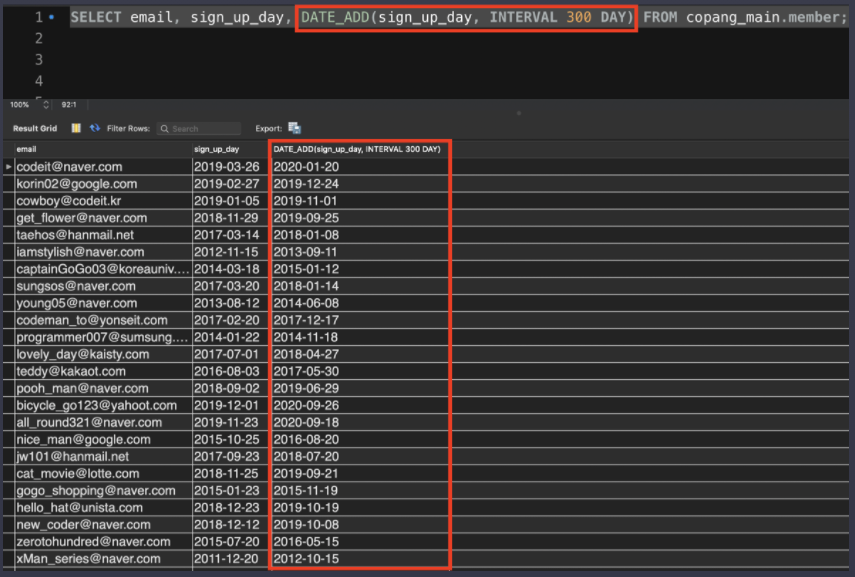 1 SELECT email, sign_up_day, DATE_ADD(sign_up_day, INTERVAL 300 DAY) FROM copang_main.member;
2
3
4
100% 92:1
Result Grid Filter Rows: Search Export:
email sign_up_day DATE_ADD(sign_up_day, INTERVAL 300 DAY)
codeit@naver.com 2019-03-26 2020-01-20
korin02@google.com 2019-02-27 2019-12-24
cowboy@codeit.kr 2019-01-05 2019-11-01
get_flower@naver.com 2018-11-29 2019-09-25
taehos@hanmail.net 2017-03-14 2018-01-08
iamstylish@naver.com 2012-11-15 2013-09-11
captainGoGo03@koreauniv.... 2014-03-18 2015-01-12
sungsos@naver.com 2017-03-20 2018-01-14
young05@naver.com 2013-08-12 2014-06-08
codeman_to@yonseit.com 2017-02-20 2017-12-17
programmer007@sumsung.... 2014-01-22 2014-11-18
lovely_day@kaisty.com 2017-07-01 2018-04-27
teddy@kakaot.com 2016-08-03 2017-05-30
pooh_man@naver.com 2018-09-02 2019-06-29
bicycle_go123@yahoot.com 2019-12-01 2020-09-26
all_round321@naver.com 2019-11-23 2020-09-18
nice_man@google.com 2015-10-25 2016-08-20
jw101@hanmail.net 2017-09-23 2018-07-20
cat_movie@lotte.com 2018-11-25 2019-09-21
gogo_shopping@naver.com 2015-01-23 2015-11-19
hello_hat@unista.com 2018-12-23 2019-10-19
new_coder@naver.com 2018-12-12 2019-10-08
zerotohundred@naver.com 2015-07-20 2016-05-15
xMan_series@naver.com 2011-12-20 2012-10-15